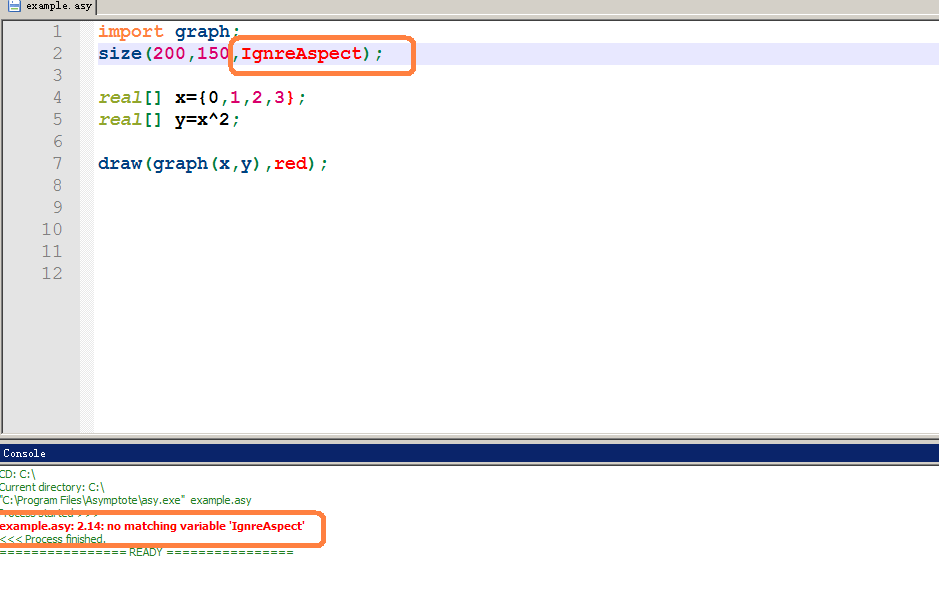 example.asy
1 import graph;
2 size(200,150,IgnreAspect);
3
4 real[] x={0,1,2,3};
5 real[] y=x^2;
6
7 draw(graph(x,y),red);
8
9
10
11
12
Console
CD: C:\
Current directory: C:\
"C:\Program Files\Asymptote\asy.exe" example.asy
Process started >>>
example.asy: 2.14: no matching variable 'IgnreAspect'
<<< Process finished.
================ READY ================